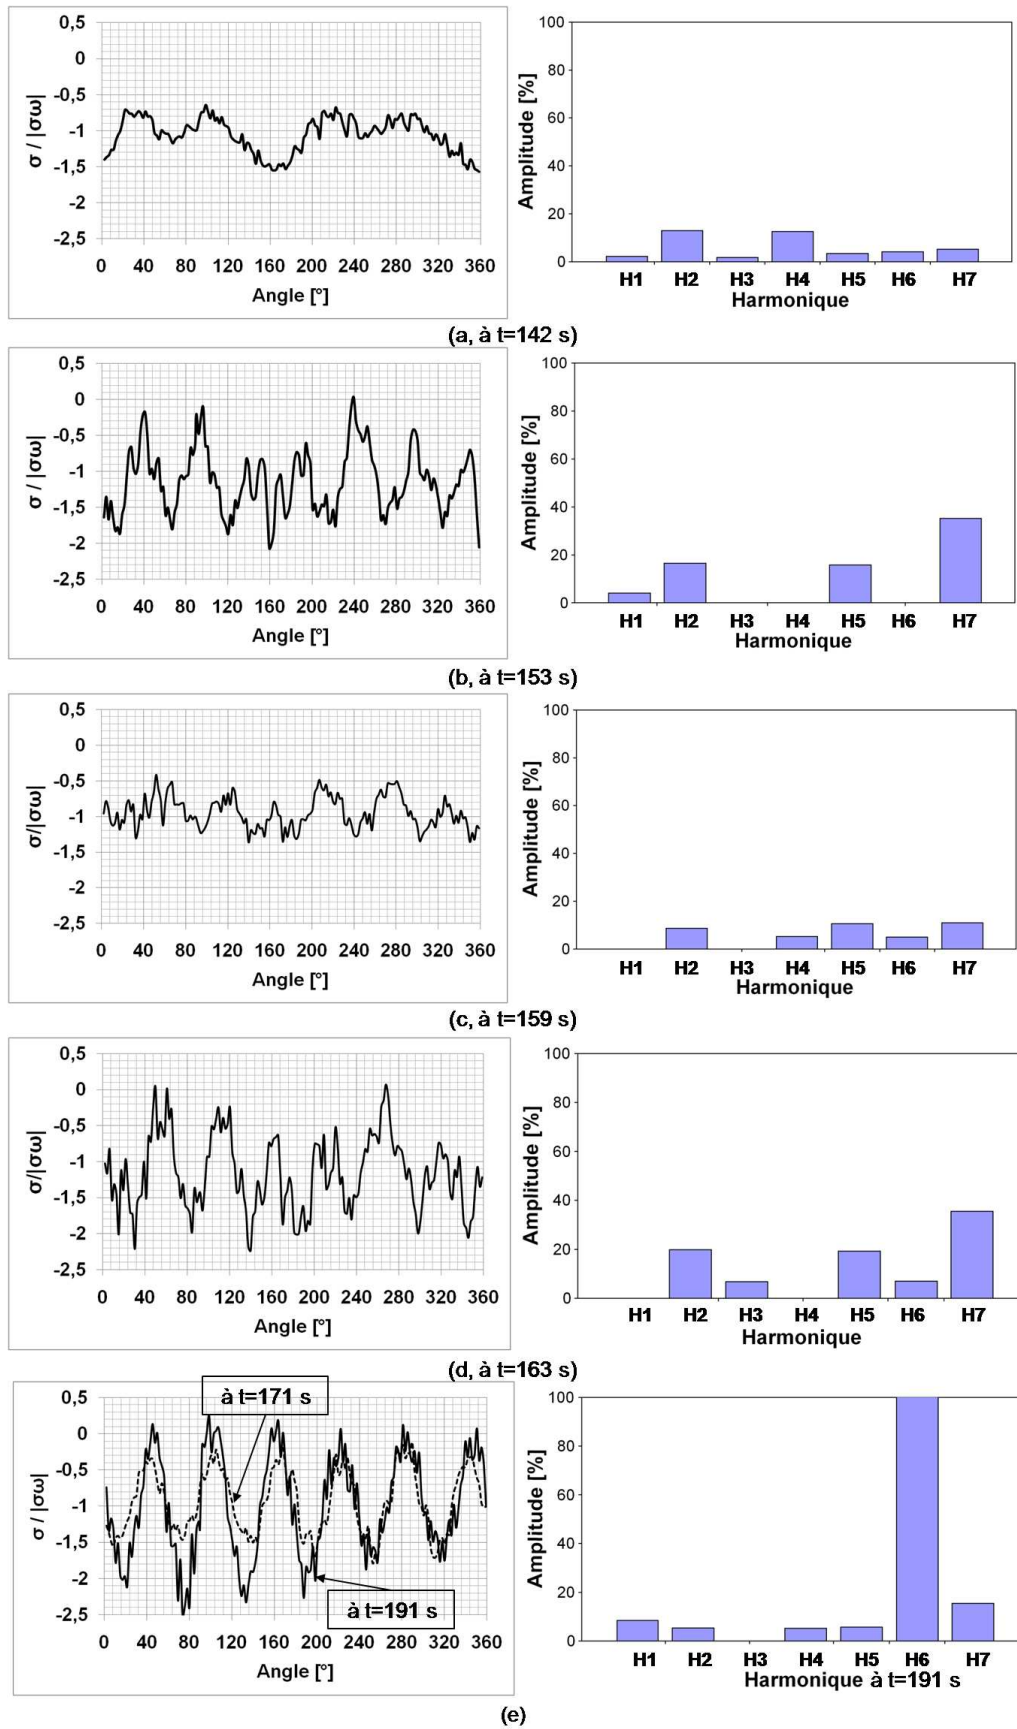 0,5
0
-0,5
-1
-1,5
-2
-2,5
σ / |σω|
0 40 80 120 160 200 240 280 320 360
Angle [°]
100
80
60
40
20
0
Amplitude [%]
H1 H2 H3 H4 H5 H6 H7
Harmonique
(a, à t=142 s)
0,5
0
-0,5
-1
-1,5
-2
-2,5
σ / |σω|
0 40 80 120 160 200 240 280 320 360
Angle [°]
100
80
60
40
20
0
Amplitude [%]
H1 H2 H3 H4 H5 H6 H7
Harmonique
(b, à t=153 s)
0,5
0
-0,5
-1
-1,5
-2
-2,5
σ/|σω|
0 40 80 120 160 200 240 280 320 360
Angle [°]
100
80
60
40
20
0
Amplitude [%]
H1 H2 H3 H4 H5 H6 H7
Harmonique
(c, à t=159 s)
0,5
0
-0,5
-1
-1,5
-2
-2,5
σ/|σω|
0 40 80 120 160 200 240 280 320 360
Angle [°]
100
80
60
40
20
0
Amplitude [%]
H1 H2 H3 H4 H5 H6 H7
Harmonique
(d, à t=163 s)
à t=171 s
0,5
0
-0,5
-1
-1,5
-2
-2,5
σ / |σω|
à t=191 s
0 40 80 120 160 200 240 280 320 360
Angle [°]
100
80
60
40
20
0
Amplitude [%]
H1 H2 H3 H4 H5 H6 H7
Harmonique à t=191 s
(e)